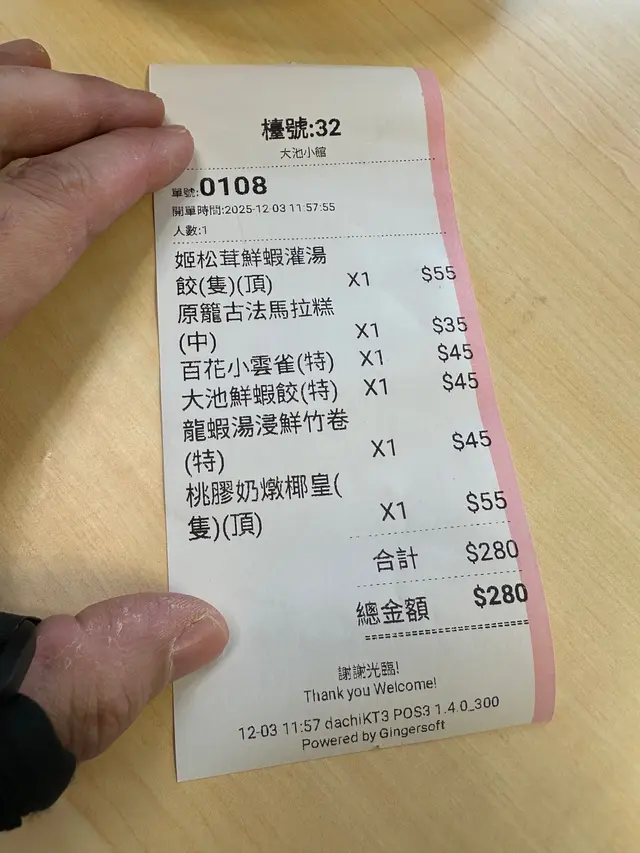 檯號:32
大池小館
單號:0108
開單時間:2025-12-03 11:57:55
人數:1
姬松茸鮮蝦灌湯
餃(隻)(頂) X1 $55
原籠古法馬拉糕
(中) X1 $35
百花小雲雀(特) X1 $45
大池鮮蝦餃(特) X1 $45
龍蝦湯浸鮮竹卷
(特) X1 $45
桃膠奶燉椰皇(
隻)(頂) X1 $55
合計 $280
總金額 $280
謝謝光臨!
Thank you Welcome!
12-03 11:57 dachiKT3 POS3 1.4.0_300
Powered by Gingersoft